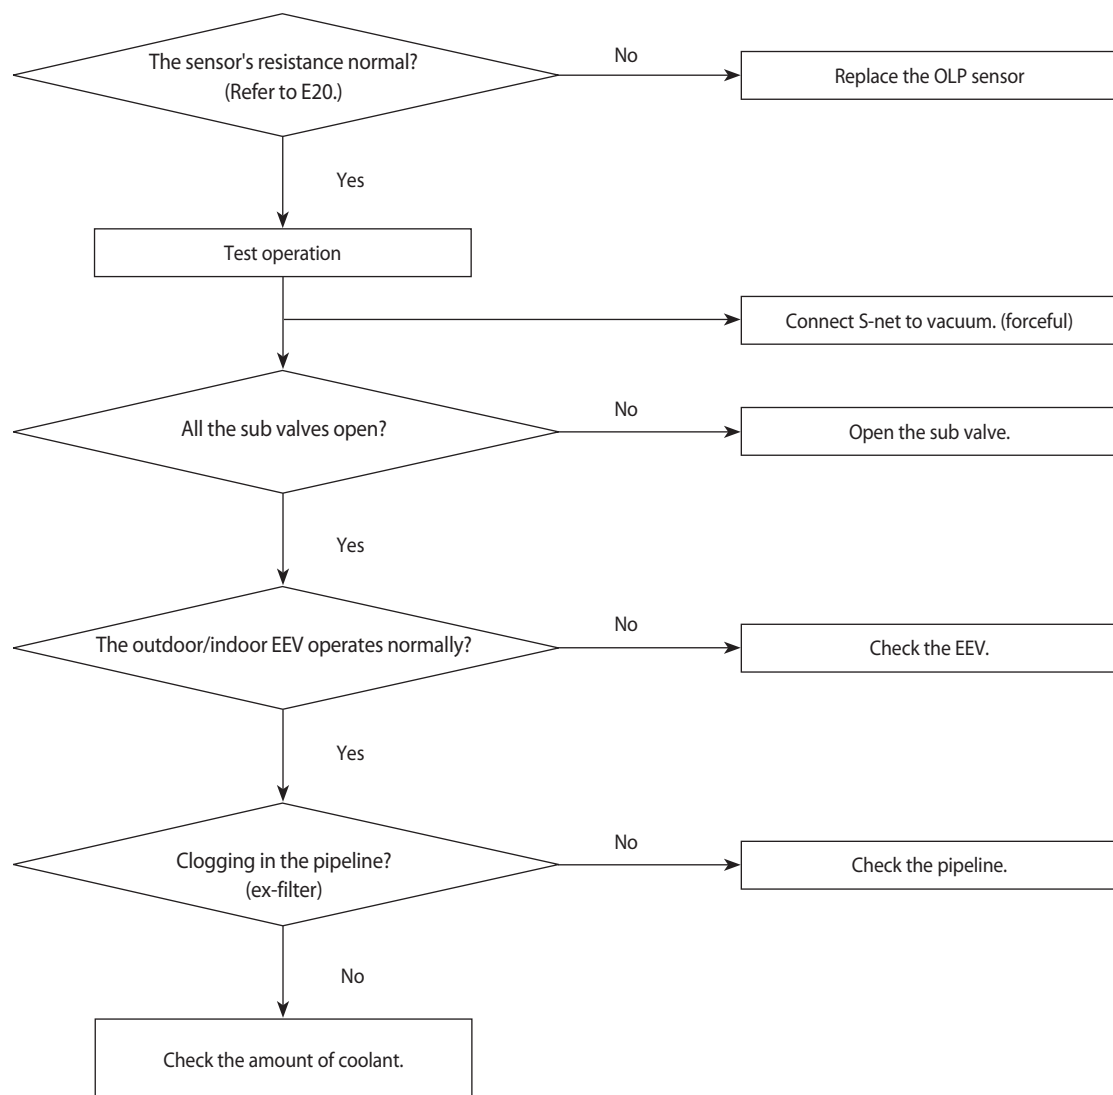 The sensor's resistance normal?
(Refer to E20.)
No
Replace the OLP sensor
Yes
Test operation
Connect S-net to vacuum. (forceful)
All the sub valves open?
No
Open the sub valve.
Yes
The outdoor/indoor EEV operates normally?
No
Check the EEV.
Yes
Clogging in the pipeline?
(ex-filter)
No
Check the pipeline.
No
Check the amount of coolant.